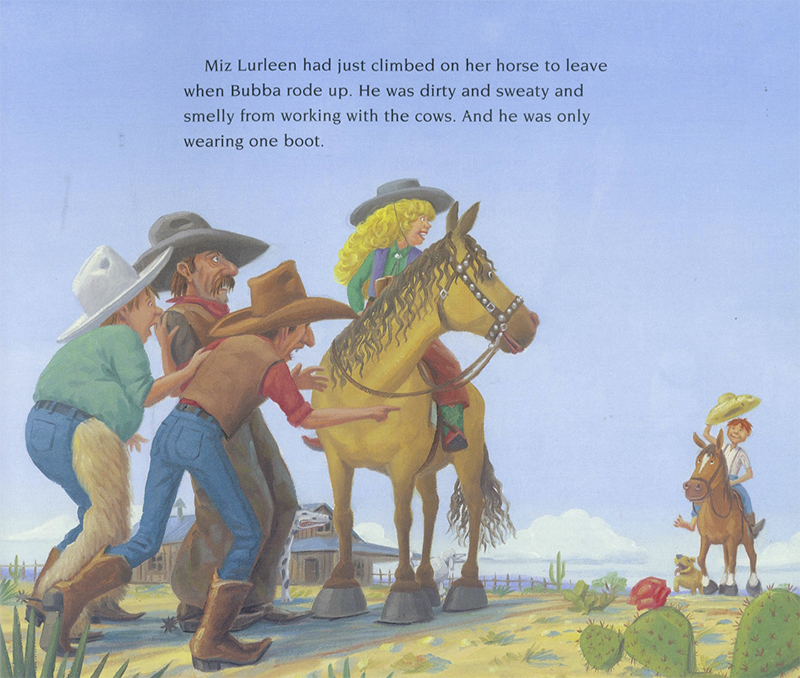 Miz Lurleen had just climbed on her horse to leave
when Bubba rode up. He was dirty and sweaty and
smelly from working with the cows. And he was only
wearing one boot.